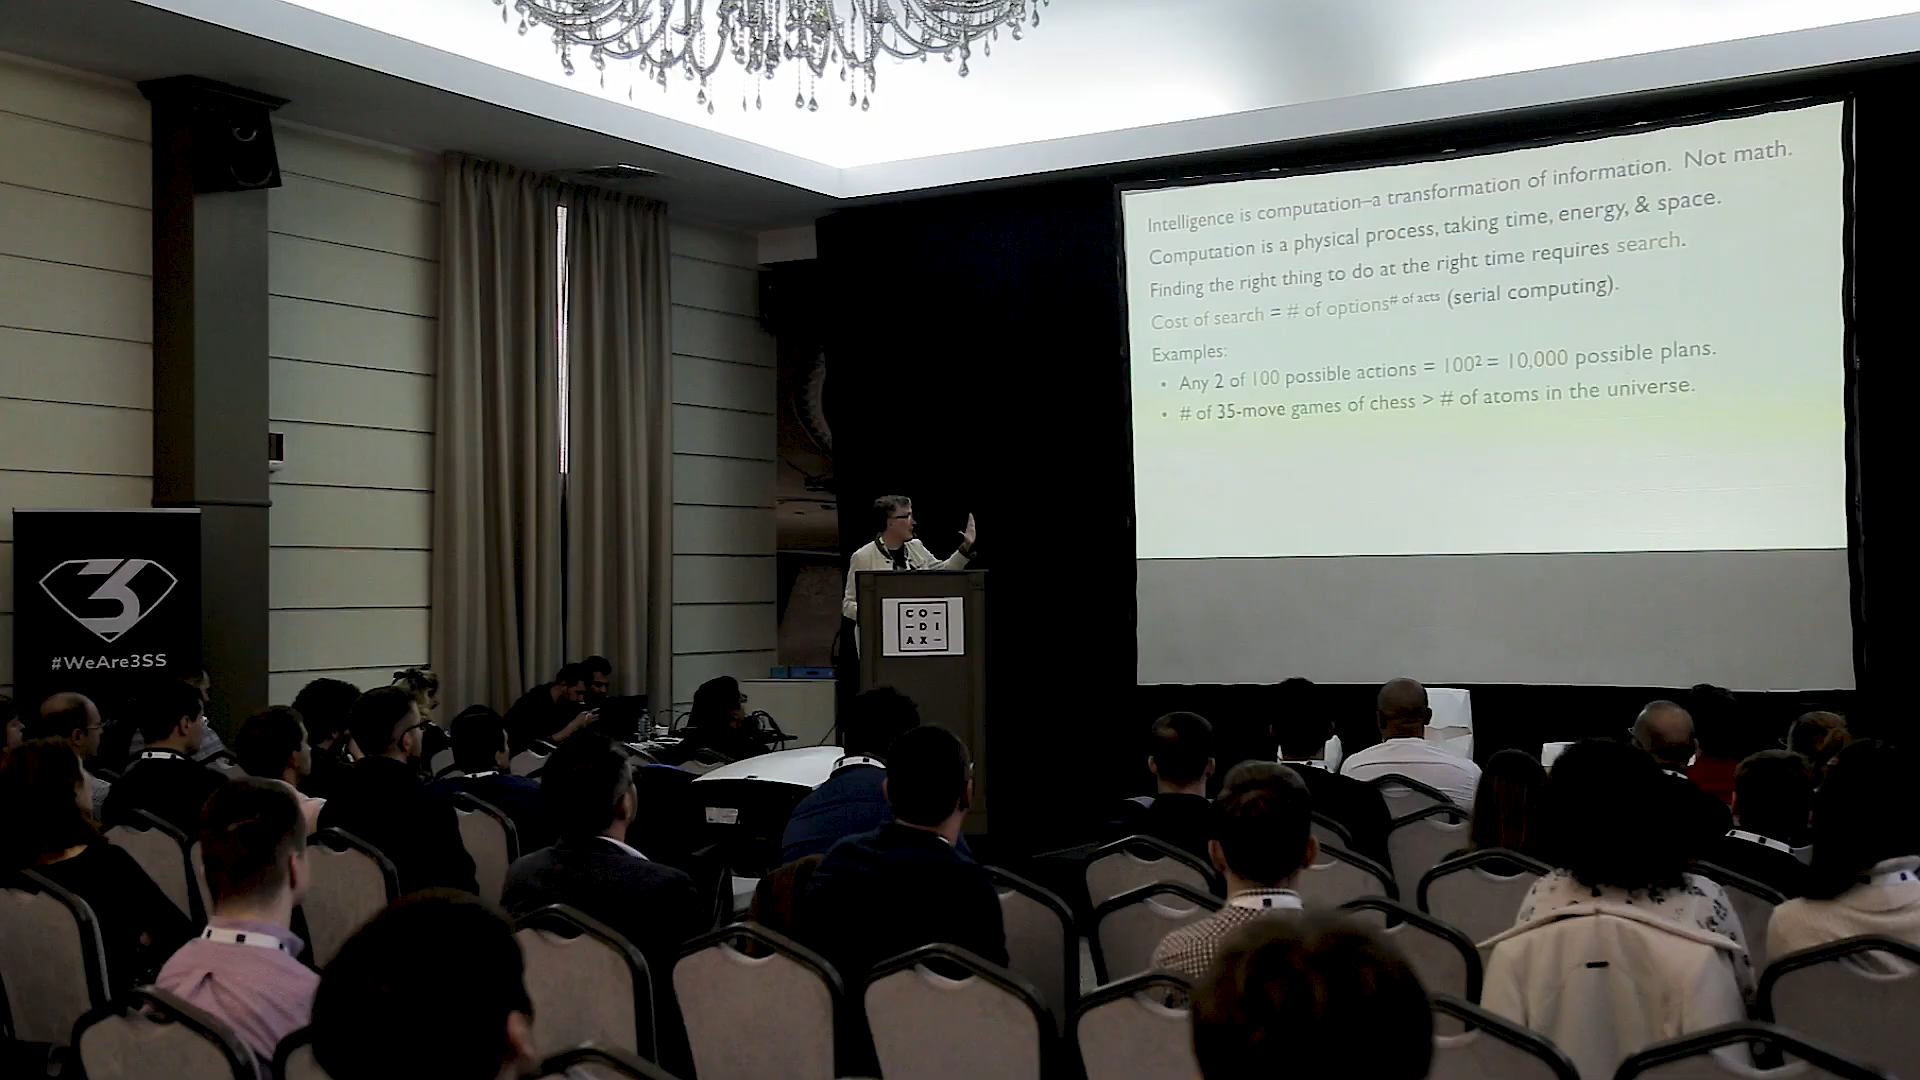 Intelligence is computation–a transformation of information. Not math.
Computation is a physical process, taking time, energy, & space.
Finding the right thing to do at the right time requires search.
Cost of search = # of options# of acts (serial computing).
Examples:
• Any 2 of 100 possible actions = 100² = 10,000 possible plans.
• # of 35-move games of chess > # of atoms in the universe.
CO–
–DI
AX–
3
#WeAre3SS